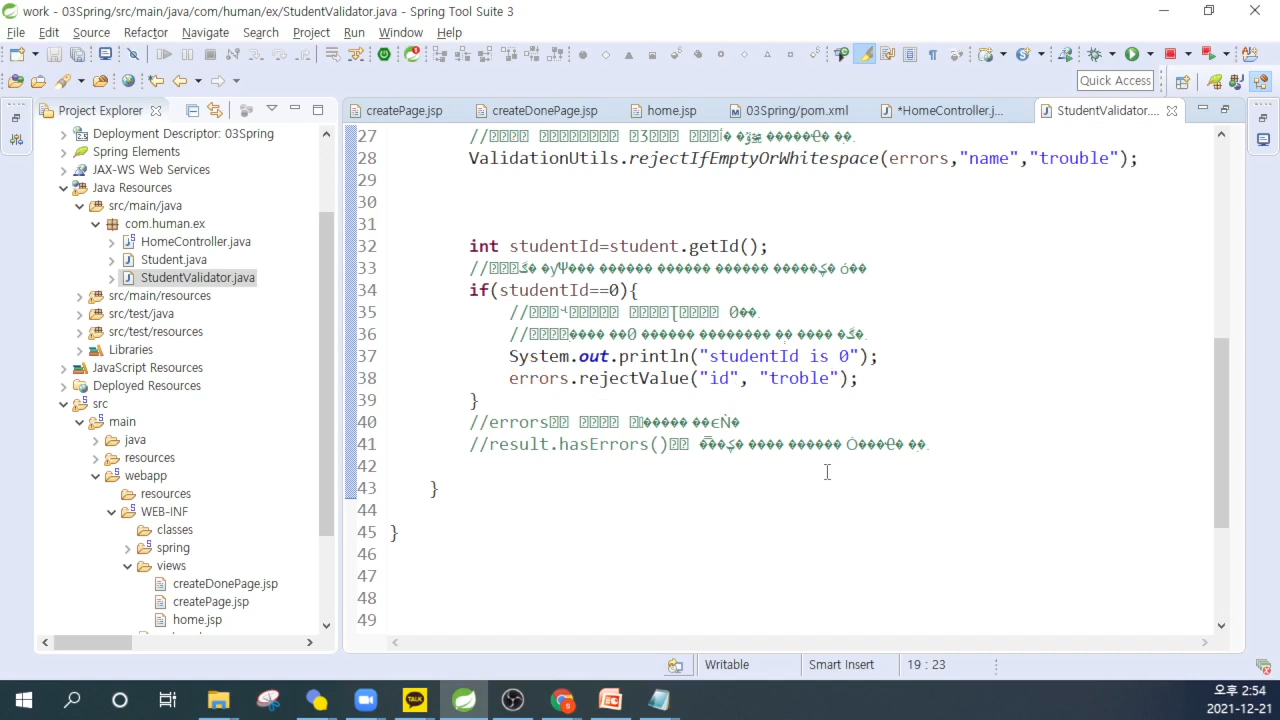 work - 03Spring/src/main/java/com/human/ex/StudentValidator.java - Spring Tool Suite 3
File Edit Source Refactor Navigate Search Project Run Window Help
Quick Access
Project Explorer
createPage.jsp createDonePage.jsp home.jsp 03Spring/pom.xml *HomeController.j... StudentValidator....
Deployment Descriptor: 03Spring
Spring Elements
JAX-WS Web Services
Java Resources
src/main/java
com.human.ex
HomeController.java
Student.java
StudentValidator.java
src/main/resources
src/test/java
src/test/resources
Libraries
JavaScript Resources
Deployed Resources
src
main
java
resources
webapp
resources
WEB-INF
classes
spring
views
createDonePage.jsp
createPage.jsp
home.jsp
27 //
28 ValidationUtils.rejectIfEmptyOrWhitespace(errors,"name","trouble");
29
30
31
32 int studentId=student.getId();
33 //
34 if(studentId==0){
35 //
36 //
37 System.out.println("studentId is 0");
38 errors.rejectValue("id", "troble");
39 }
40 //errors
41 //result.hasErrors()
42
43 }
44
45 }
46
47
48
49
Writable Smart Insert 19 : 23
TALK
오후 2:54
2021-12-21